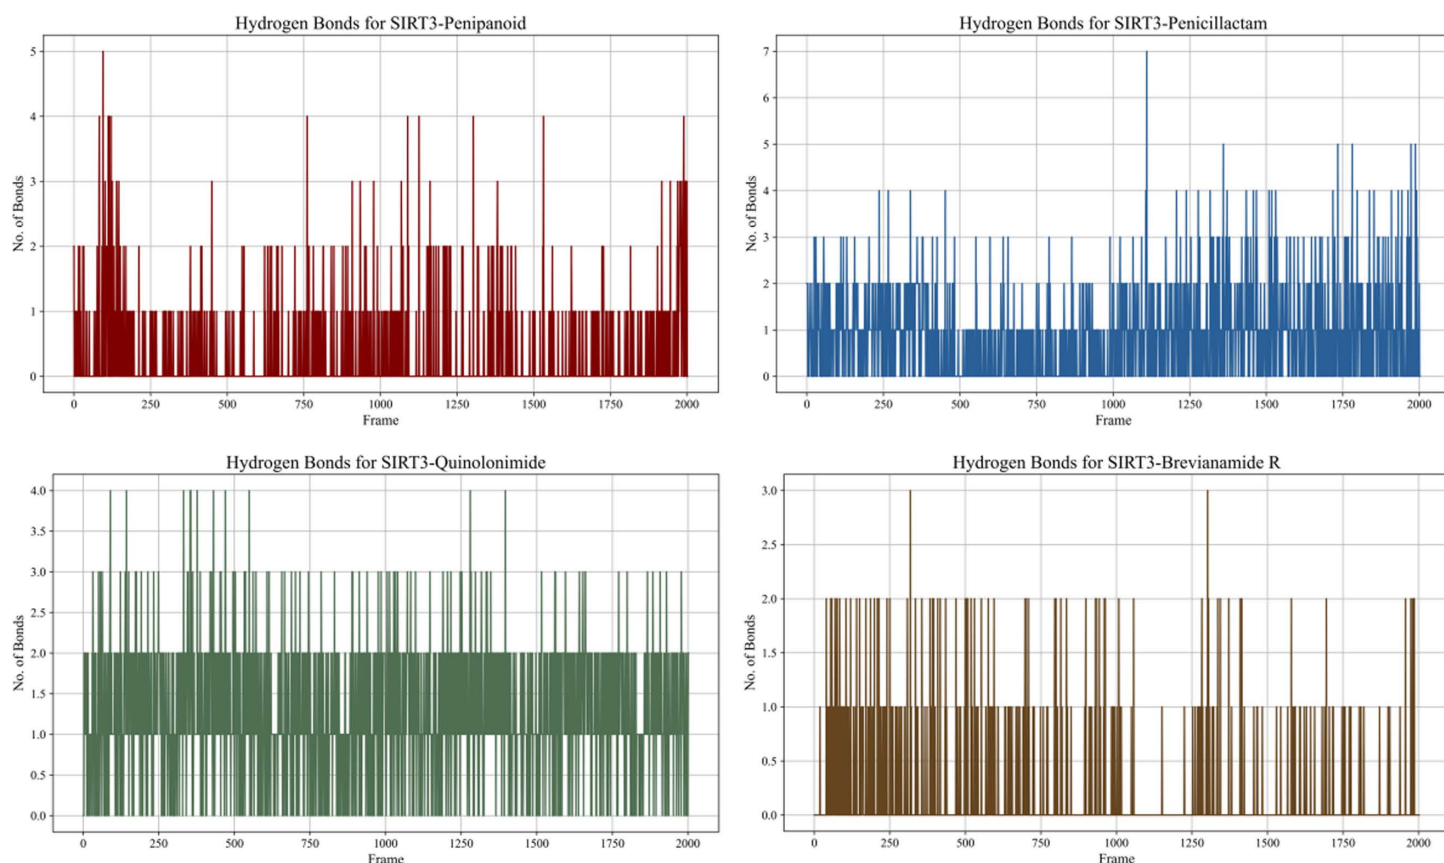 Hydrogen Bonds for SIRT3-Penipanoid
No. of Bonds
5
4
3
2
1
0
0 250 500 750 1000 1250 1500 1750 2000
Frame
Hydrogen Bonds for SIRT3-Penicillactam
No. of Bonds
7
6
5
4
3
2
1
0
0 250 500 750 1000 1250 1500 1750 2000
Frame
Hydrogen Bonds for SIRT3-Quinolonimide
No. of Bonds
4.0
3.5
3.0
2.5
2.0
1.5
1.0
0.5
0.0
0 250 500 750 1000 1250 1500 1750 2000
Frame
Hydrogen Bonds for SIRT3-Brevianamide R
No. of Bonds
3.0
2.5
2.0
1.5
1.0
0.5
0.0
0 250 500 750 1000 1250 1500 1750 2000
Frame